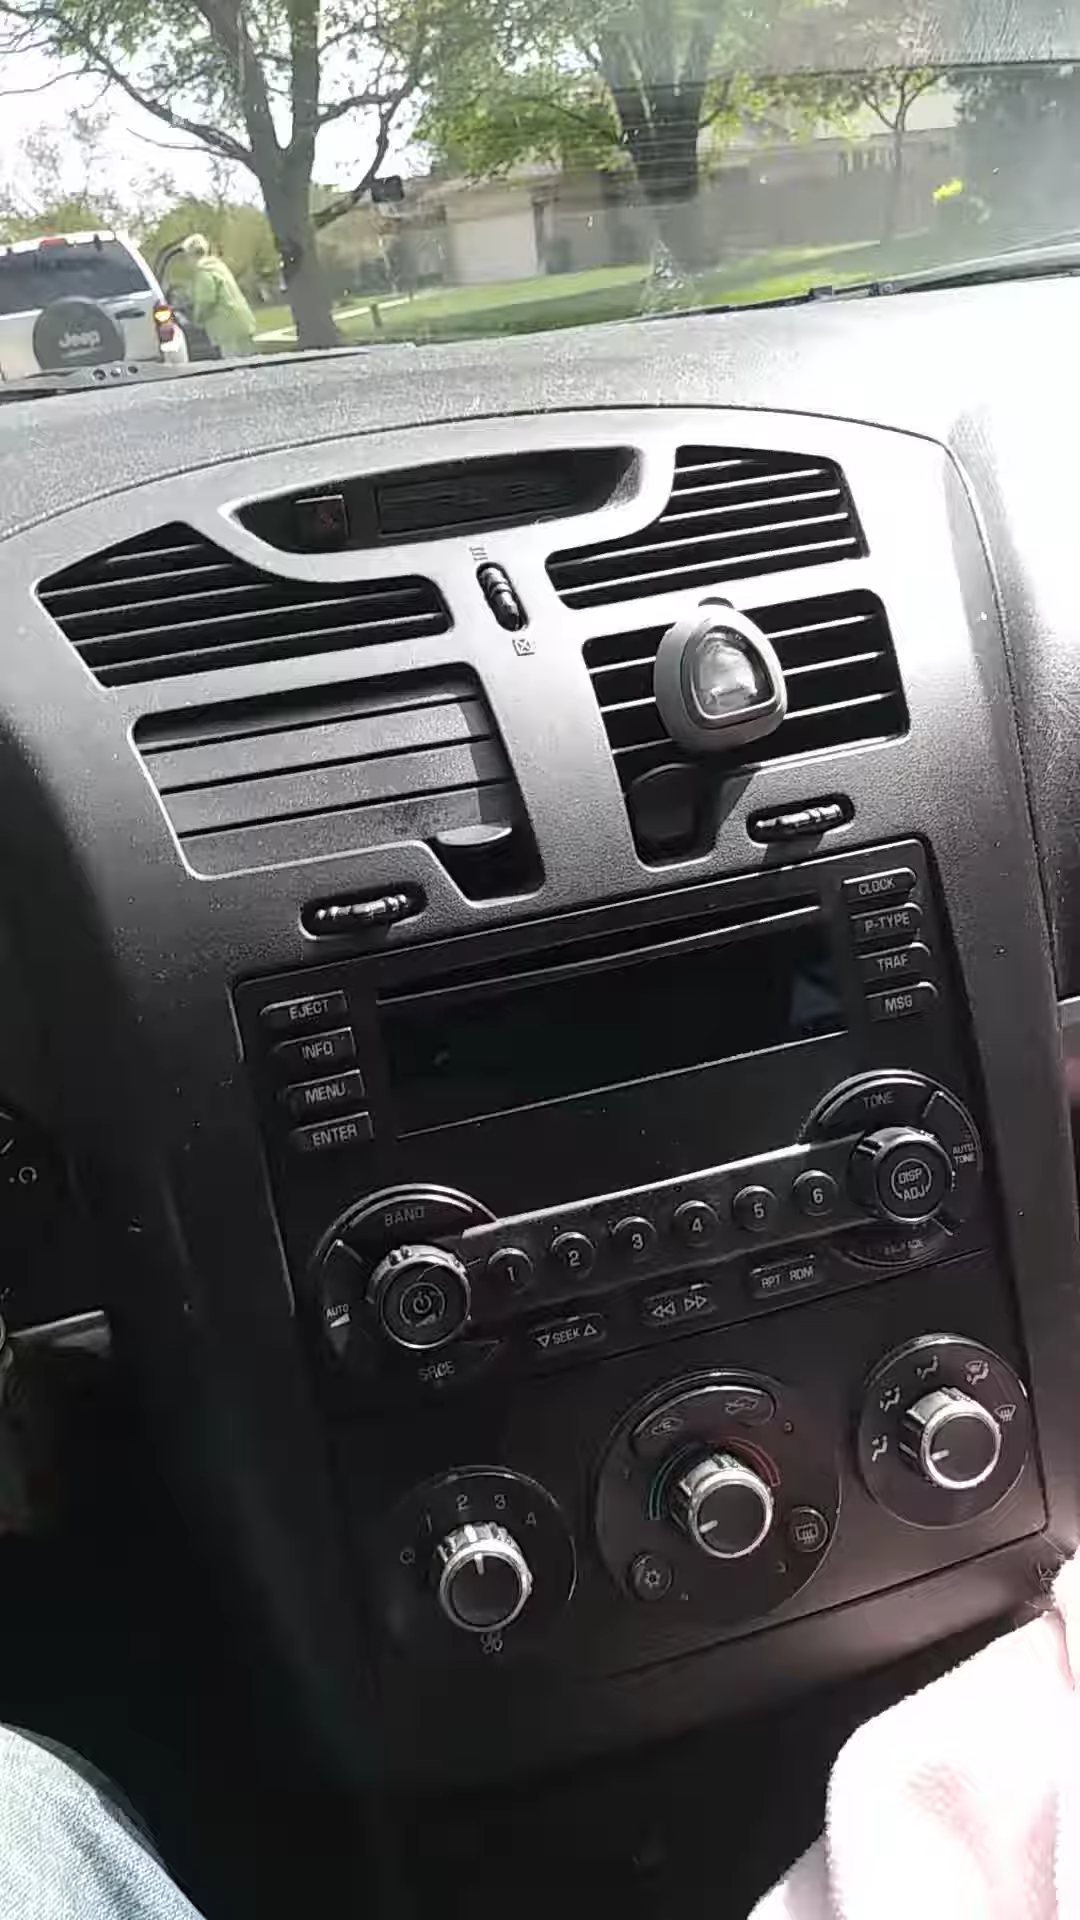 Jeep
CLOCK
P-TYPE
TRAF
MSG
EJECT
INFO
MENU
ENTER
TONE
AUTO
TONE
DISP
ADJ
BAND
AUTO
SRCE
1 2 3 4 5 6
SEEK
RPT RDM
1 2 3 4